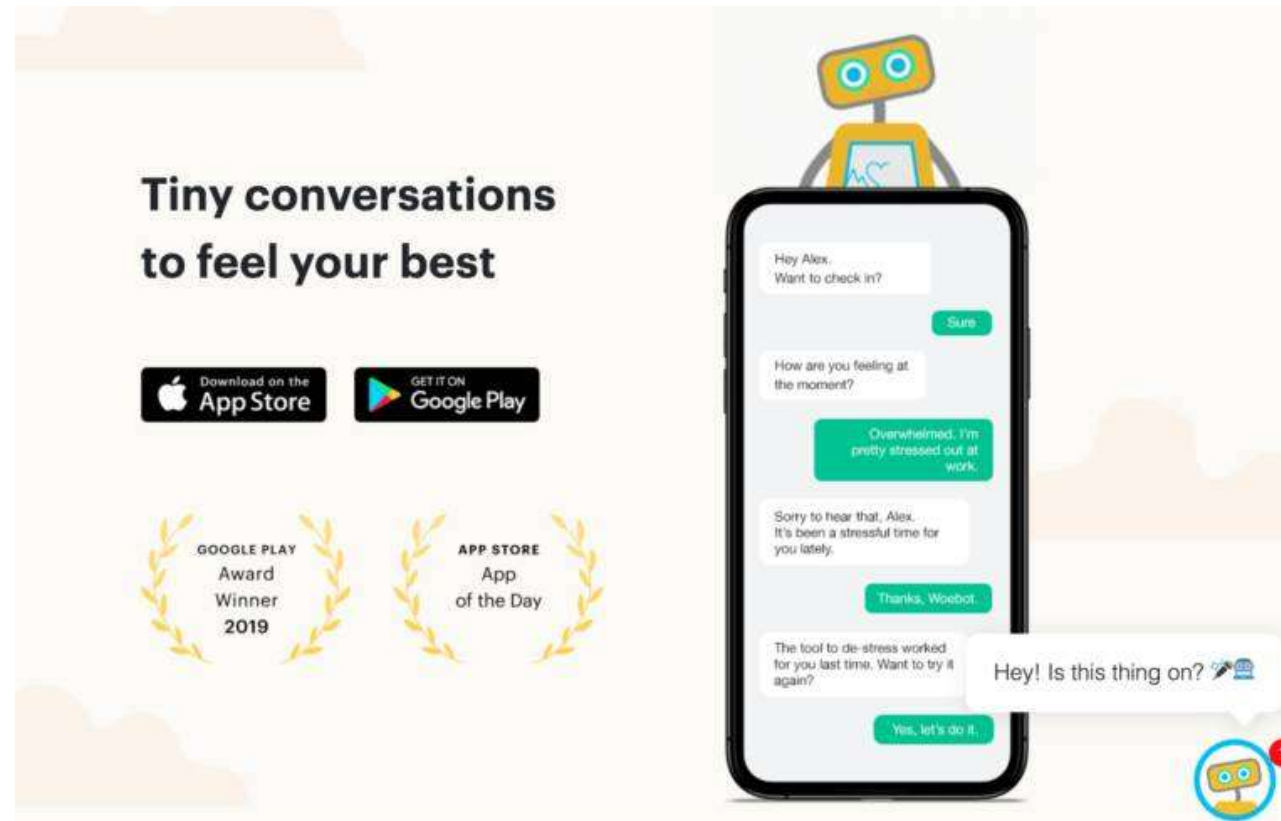 Tiny conversations
to feel your best
Download on the
App Store
GET IT ON
Google Play
GOOGLE PLAY
Award
Winner
2019
APP STORE
App
of the Day
Hey Alex.
Want to check in?
Sure
How are you feeling at
the moment?
Overwhelmed. I'm
pretty stressed out at
work.
Sorry to hear that, Alex.
It's been a stressful time for
you lately.
Thanks, Woebot.
The tool to de-stress worked
for you last time. Want to try it
again?
Yes, let's do it.
Hey! Is this thing on?